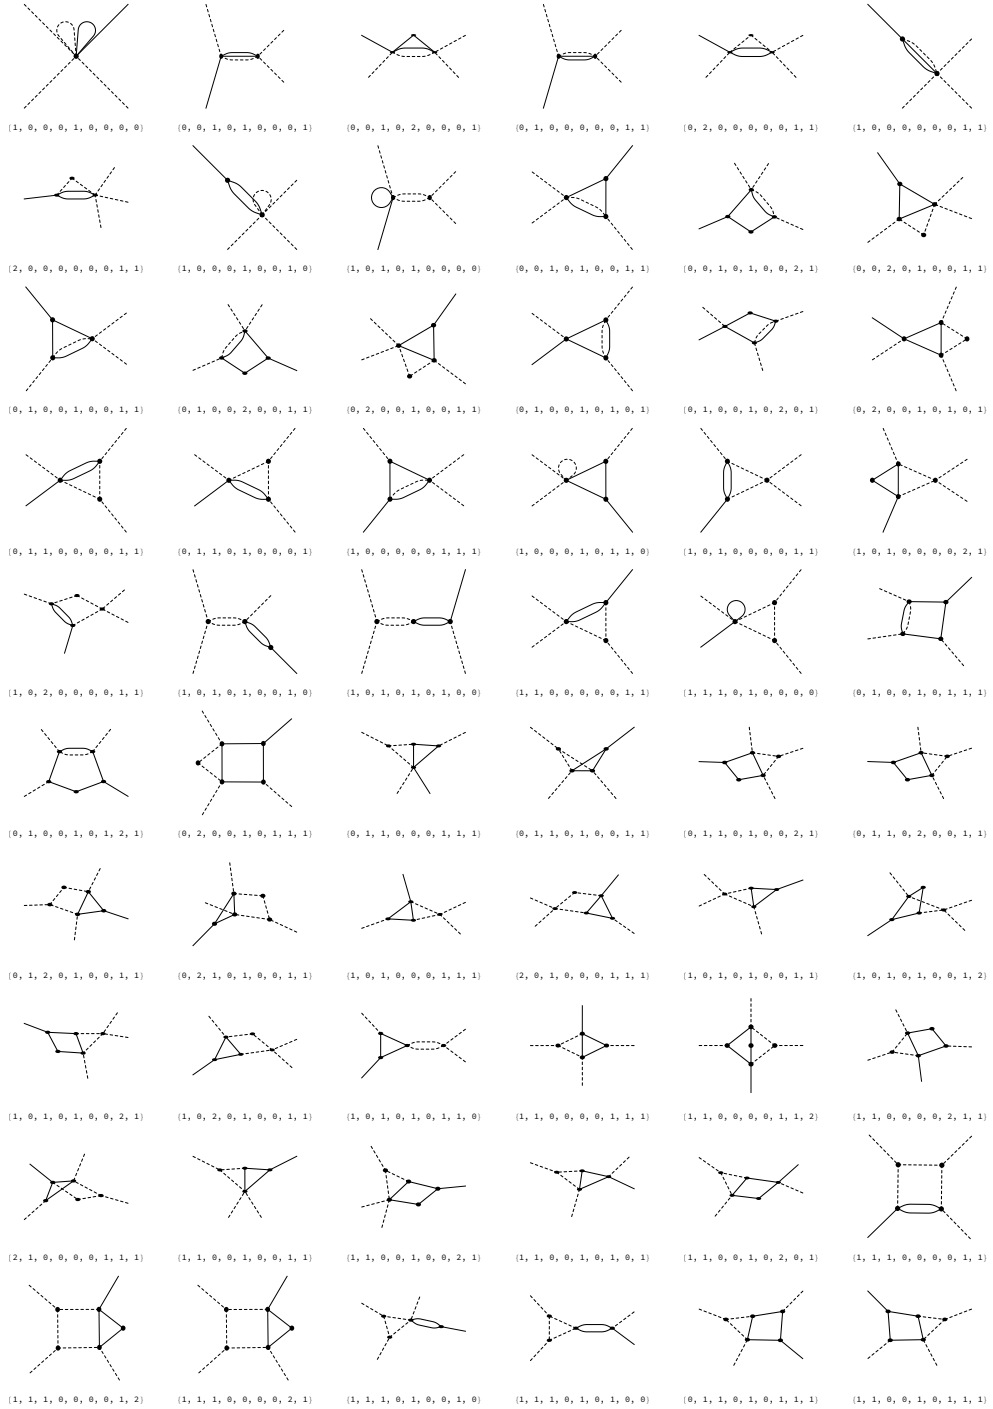 {1, 0, 0, 0, 1, 0, 0, 0, 0} {0, 0, 1, 0, 1, 0, 0, 0, 1} {0, 0, 1, 0, 2, 0, 0, 0, 1} {0, 1, 0, 0, 0, 0, 0, 1, 1} {0, 2, 0, 0, 0, 0, 0, 1, 1} {1, 0, 0, 0, 0, 0, 0, 1, 1}
{2, 0, 0, 0, 0, 0, 0, 1, 1} {1, 0, 0, 0, 1, 0, 0, 1, 0} {1, 0, 1, 0, 1, 0, 0, 0, 0} {0, 0, 1, 0, 1, 0, 0, 1, 1} {0, 0, 1, 0, 1, 0, 0, 2, 1} {0, 0, 2, 0, 1, 0, 0, 1, 1}
{0, 1, 0, 0, 1, 0, 0, 1, 1} {0, 1, 0, 0, 2, 0, 0, 1, 1} {0, 2, 0, 0, 1, 0, 0, 1, 1} {0, 1, 0, 0, 1, 0, 1, 0, 1} {0, 1, 0, 0, 1, 0, 2, 0, 1} {0, 2, 0, 0, 1, 0, 1, 0, 1}
{0, 1, 1, 0, 0, 0, 0, 1, 1} {0, 1, 1, 0, 1, 0, 0, 0, 1} {1, 0, 0, 0, 0, 0, 1, 1, 1} {1, 0, 0, 0, 1, 0, 1, 1, 0} {1, 0, 1, 0, 0, 0, 0, 1, 1} {1, 0, 1, 0, 0, 0, 0, 2, 1}
{1, 0, 2, 0, 0, 0, 0, 1, 1} {1, 0, 1, 0, 1, 0, 0, 1, 0} {1, 0, 1, 0, 1, 0, 1, 0, 0} {1, 1, 0, 0, 0, 0, 0, 1, 1} {1, 1, 1, 0, 1, 0, 0, 0, 0} {0, 1, 0, 0, 1, 0, 1, 1, 1}
{0, 1, 0, 0, 1, 0, 1, 2, 1} {0, 2, 0, 0, 1, 0, 1, 1, 1} {0, 1, 1, 0, 0, 0, 1, 1, 1} {0, 1, 1, 0, 1, 0, 0, 1, 1} {0, 1, 1, 0, 1, 0, 0, 2, 1} {0, 1, 1, 0, 2, 0, 0, 1, 1}
{0, 1, 2, 0, 1, 0, 0, 1, 1} {0, 2, 1, 0, 1, 0, 0, 1, 1} {1, 0, 1, 0, 0, 0, 1, 1, 1} {2, 0, 1, 0, 0, 0, 1, 1, 1} {1, 0, 1, 0, 1, 0, 0, 1, 1} {1, 0, 1, 0, 1, 0, 0, 1, 2}
{1, 0, 1, 0, 1, 0, 0, 2, 1} {1, 0, 2, 0, 1, 0, 0, 1, 1} {1, 0, 1, 0, 1, 0, 1, 1, 0} {1, 1, 0, 0, 0, 0, 1, 1, 1} {1, 1, 0, 0, 0, 0, 1, 1, 2} {1, 1, 0, 0, 0, 0, 2, 1, 1}
{2, 1, 0, 0, 0, 0, 1, 1, 1} {1, 1, 0, 0, 1, 0, 0, 1, 1} {1, 1, 0, 0, 1, 0, 0, 2, 1} {1, 1, 0, 0, 1, 0, 1, 0, 1} {1, 1, 0, 0, 1, 0, 2, 0, 1} {1, 1, 1, 0, 0, 0, 0, 1, 1}
{1, 1, 1, 0, 0, 0, 0, 1, 2} {1, 1, 1, 0, 0, 0, 0, 2, 1} {1, 1, 1, 0, 1, 0, 0, 1, 0} {1, 1, 1, 0, 1, 0, 1, 0, 0} {0, 1, 1, 0, 1, 0, 1, 1, 1} {1, 1, 0, 0, 1, 0, 1, 1, 1}